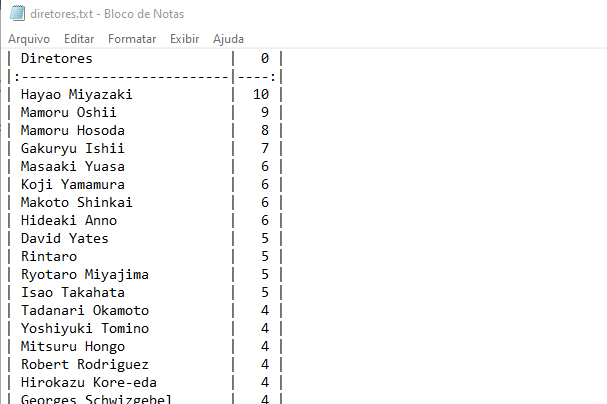 diretores.txt - Bloco de Notas
Arquivo Editar Formatar Exibir Ajuda
| Diretores | 0 |
|:--------------------------|----:|
| Hayao Miyazaki | 10 |
| Mamoru Oshii | 9 |
| Mamoru Hosoda | 8 |
| Gakuryu Ishii | 7 |
| Masaaki Yuasa | 6 |
| Koji Yamamura | 6 |
| Makoto Shinkai | 6 |
| Hideaki Anno | 6 |
| David Yates | 5 |
| Rintaro | 5 |
| Ryotaro Miyajima | 5 |
| Isao Takahata | 5 |
| Tadanari Okamoto | 4 |
| Yoshiyuki Tomino | 4 |
| Mitsuru Hongo | 4 |
| Robert Rodriguez | 4 |
| Hirokazu Kore-eda | 4 |
| Georges Schwizgebel | 4 |